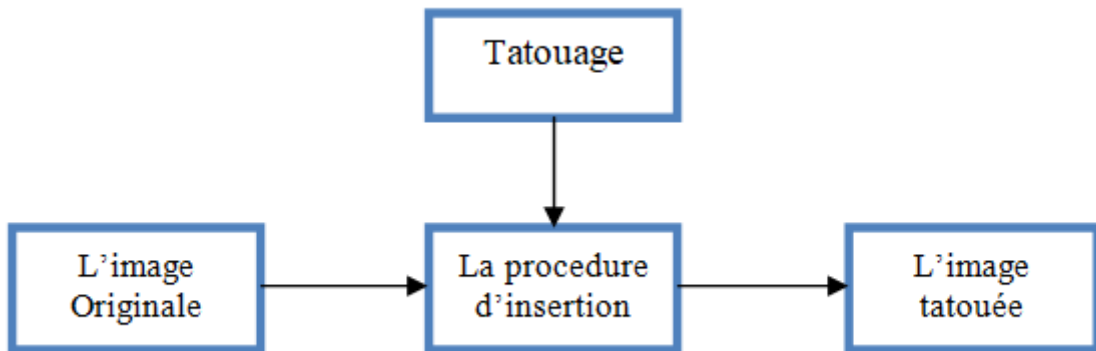 Tatouage
L’image
Originale
La procedure
d’insertion
L’image
tatouée